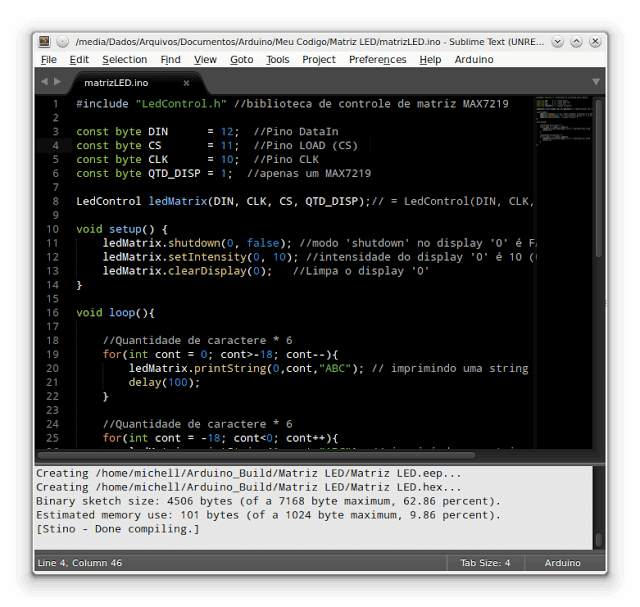 /media/Dados/Arquivos/Documentos/Arduino/Meu Codigo/Matriz LED/matrizLED.ino - Sublime Text (UNRE...
File Edit Selection Find View Goto Tools Project Preferences Help Arduino
matrizLED.ino ×
1 #include "LedControl.h" //biblioteca de controle de matriz MAX7219
2
3 const byte DIN      = 12;  //Pino DataIn
4 const byte CS       = 11;  //Pino LOAD (CS)
5 const byte CLK      = 10;  //Pino CLK
6 const byte QTD_DISP = 1;  //apenas um MAX7219
7
8 LedControl ledMatrix(DIN, CLK, CS, QTD_DISP);// = LedControl(DIN, CLK,
9
10 void setup() {
11     ledMatrix.shutdown(0, false); //modo 'shutdown' no display '0' é
12     ledMatrix.setIntensity(0, 10); //intensidade do display '0' é 10
13     ledMatrix.clearDisplay(0);   //Limpa o display '0'
14 }
15
16 void loop(){
17
18     //Quantidade de caractere * 6
19     for(int cont = 0; cont>-18; cont--){
20         ledMatrix.printString(0,cont,"ABC"); // imprimindo uma string
21         delay(100);
22     }
23
24     //Quantidade de caractere * 6
25     for(int cont = -18; cont<0; cont++){
Creating /home/michell/Arduino_Build/Matriz LED/Matriz LED.eep...
Creating /home/michell/Arduino_Build/Matriz LED/Matriz LED.hex...
Binary sketch size: 4506 bytes (of a 7168 byte maximum, 62.86 percent).
Estimated memory use: 101 bytes (of a 1024 byte maximum, 9.86 percent).
[Stino - Done compiling.]
Line 4, Column 46 Tab Size: 4 Arduino